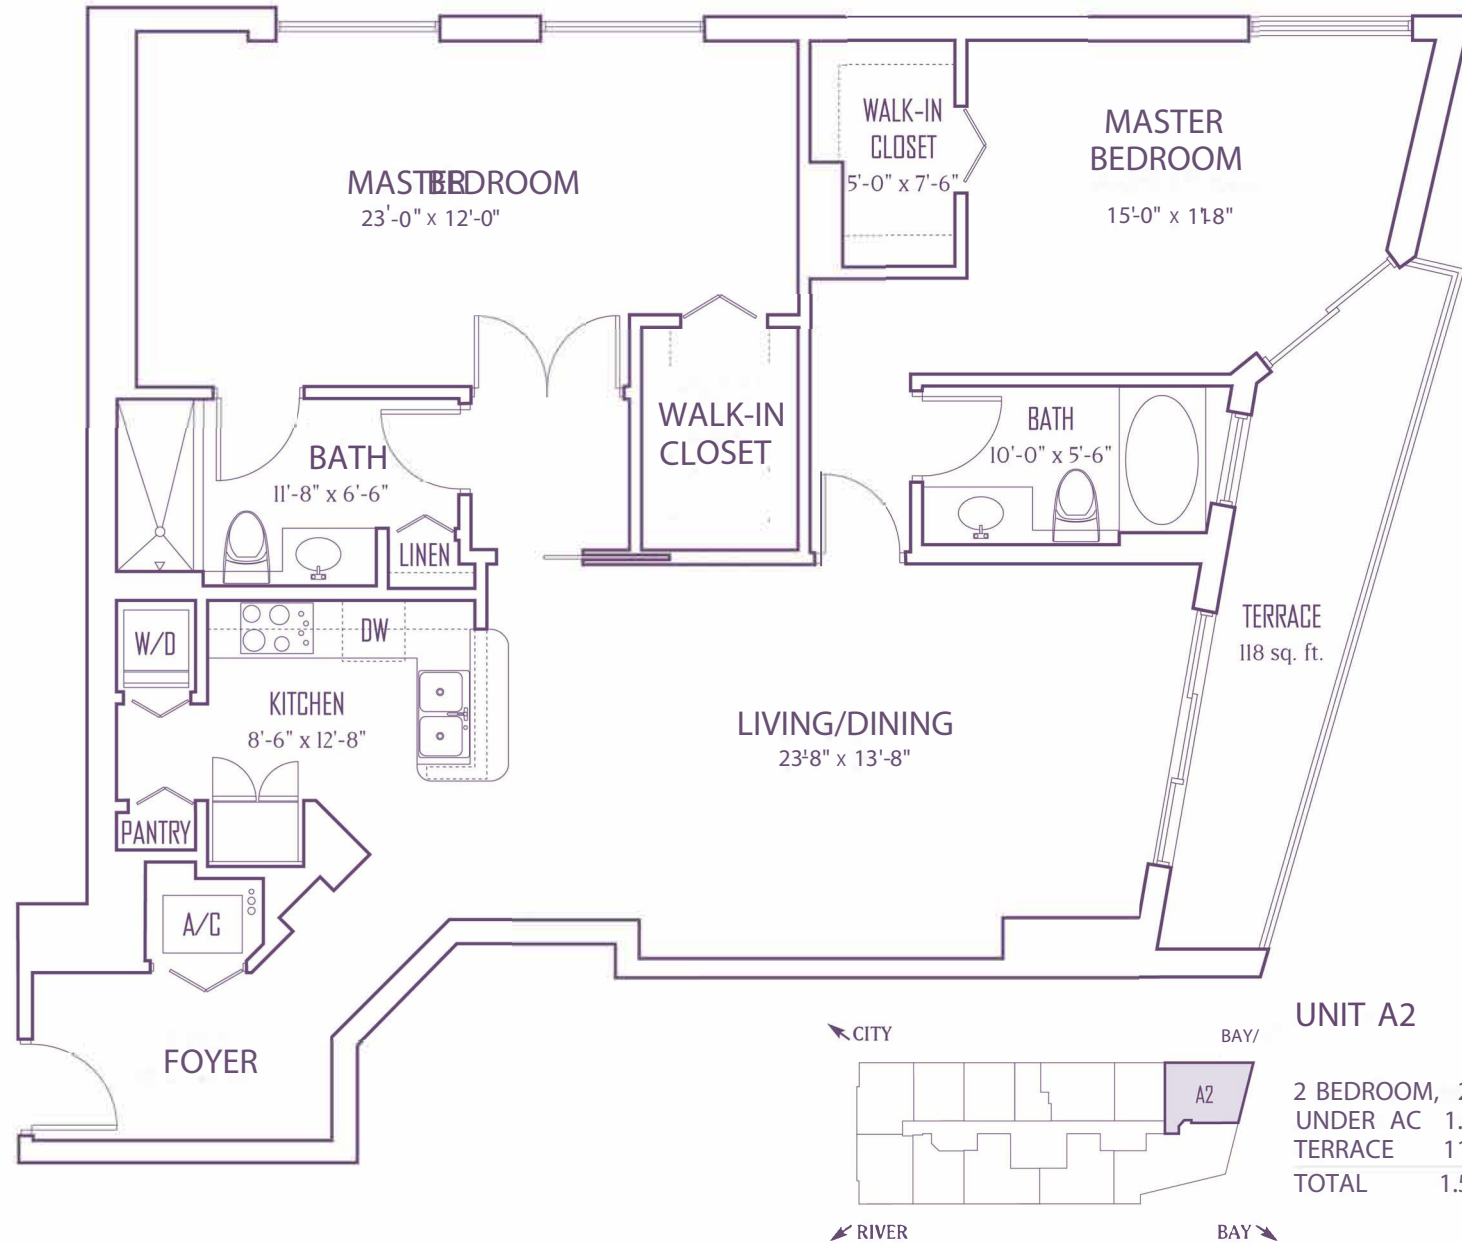 MASTER BEDROOM
23'-0" x 12'-0"
WALK-IN
CLOSET
5'-0" x 7'-6"
MASTER
BEDROOM
15'-0" x 11'-8"
WALK-IN
CLOSET
BATH
11'-8" x 6'-6"
LINEN
BATH
10'-0" x 5'-6"
TERRACE
118 sq. ft.
W/D
DW
KITCHEN
8'-6" x 12'-8"
LIVING/DINING
23'8" x 13'-8"
PANTRY
A/C
FOYER
CITY
BAY/
A2
RIVER
BAY
UNIT A2
2 BEDROOM,
UNDER AC
TERRACE
TOTAL